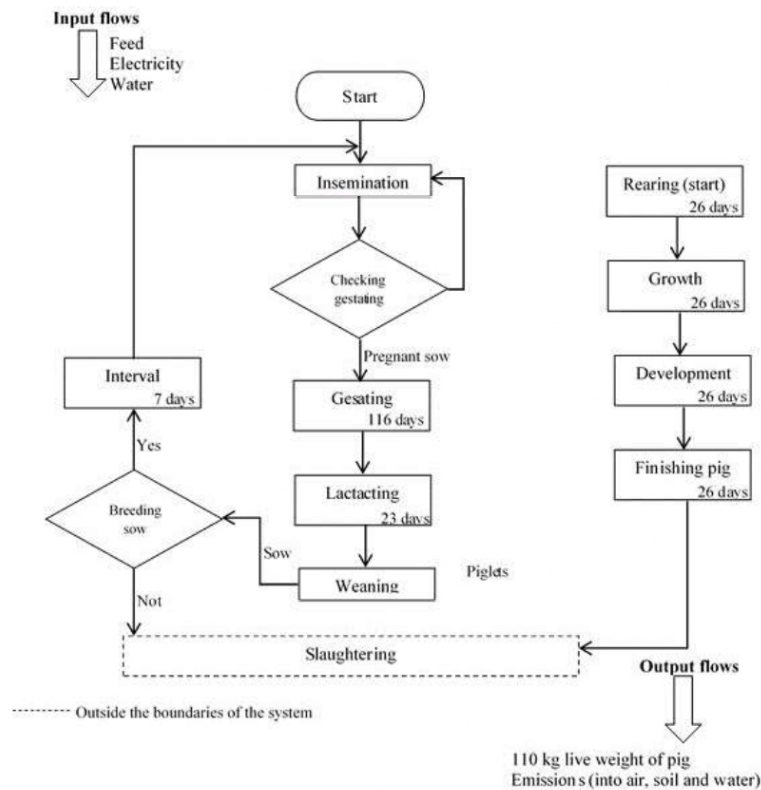 Input flows
Feed
Electricity
Water
Start
Insemination
Checking
gestating
Pregnant sow
Gesating
116 days
Lactacting
23 days
Weaning
Sow
Piglets
Breeding
sow
Yes
Not
Interval
7 days
Rearing (start)
26 days
Growth
26 days
Development
26 days
Finishing pig
26 days
Slaughtering
Outside the boundaries of the system
Output flows
110 kg live weight of pig
Emissions (into air, soil and water)